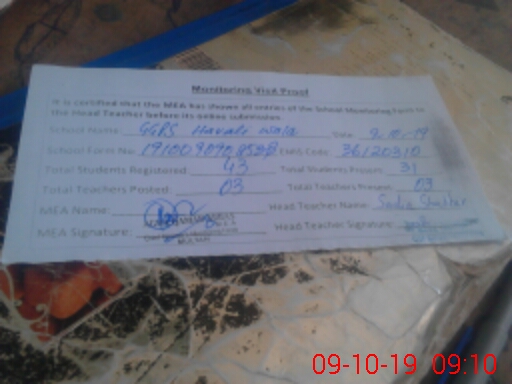 Monitoring Visit Proof
It is certified that the MEA has shown all entries of the School Monitoring Form to
the Head Teacher before its online submission.
School Name: GGPS Havali Wala Date: 9-10-19
School Form No: EMIS Code: 36120310
Total Students Registered: 43 Total Students Present: 31
Total Teachers Posted: 03 Total Teachers Present: 03
MEA Name: Head Teacher Name: Sadia
MEA Signature: Head Teacher Signature:
09-10-19 09:10